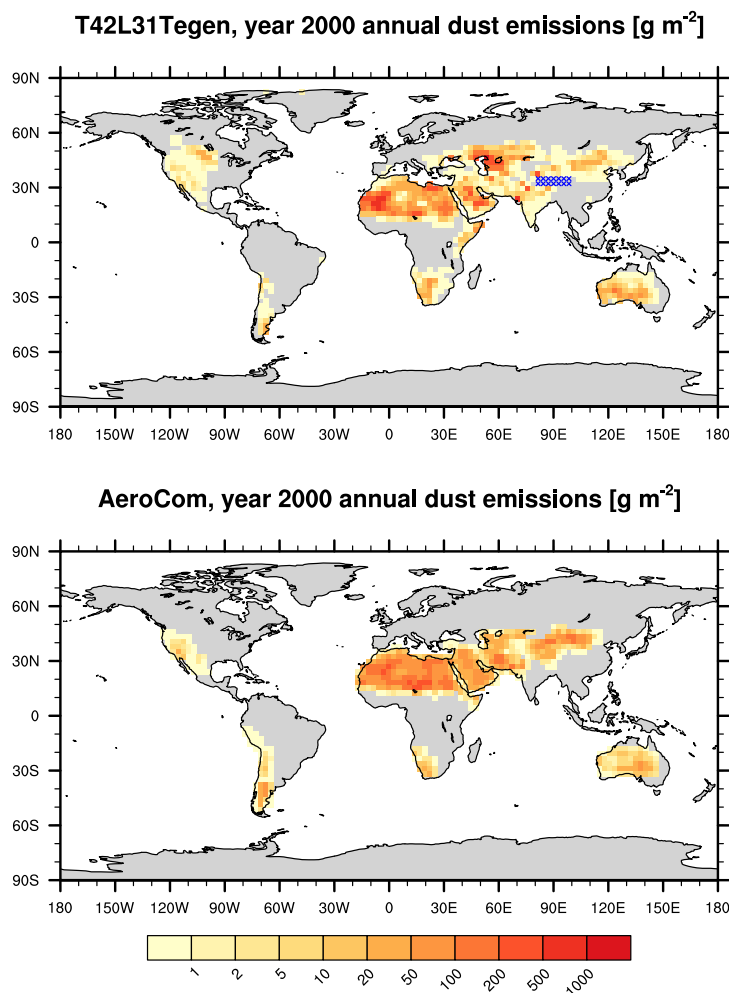 T42L31Tegen, year 2000 annual dust emissions [g m⁻²]
90N
60N
30N
0
30S
60S
90S
180 150W 120W 90W 60W 30W 0 30E 60E 90E 120E 150E 180
AeroCom, year 2000 annual dust emissions [g m⁻²]
90N
60N
30N
0
30S
60S
90S
180 150W 120W 90W 60W 30W 0 30E 60E 90E 120E 150E 180
1 2 5 10 20 50 100 200 500 1000